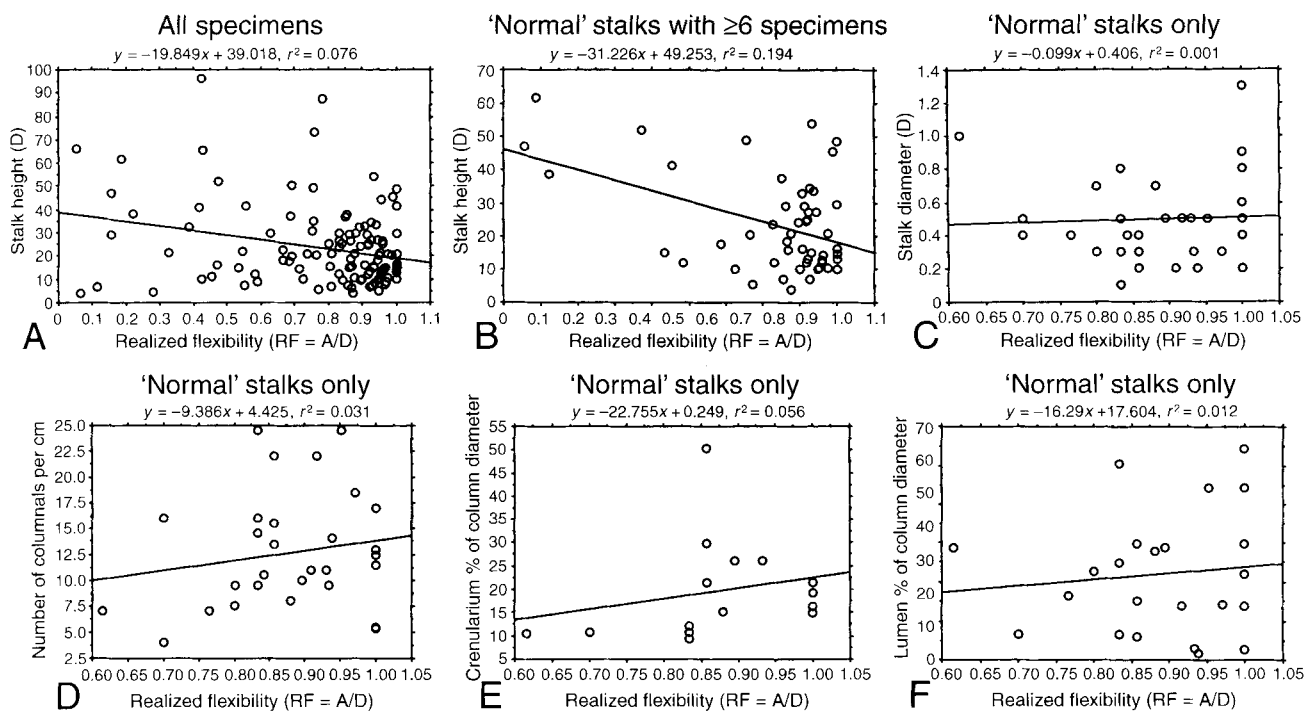 All specimens
y = −19.849x + 39.018, r² = 0.076
100
90
80
70
60
50
40
30
20
10
0
Stalk height (D)
0 0.1 0.2 0.3 0.4 0.5 0.6 0.7 0.8 0.9 1.0 1.1
A
Realized flexibility (RF = A/D)
'Normal' stalks with ≥6 specimens
y = −31.226x + 49.253, r² = 0.194
70
60
50
40
30
20
10
0
Stalk height (D)
0 0.1 0.2 0.3 0.4 0.5 0.6 0.7 0.8 0.9 1.0 1.1
B
Realized flexibility (RF = A/D)
'Normal' stalks only
y = −0.099x + 0.406, r² = 0.001
1.4
1.2
1.0
0.8
0.6
0.4
0.2
0
Stalk diameter (D)
0.60 0.65 0.70 0.75 0.80 0.85 0.90 0.95 1.00 1.05
C
Realized flexibility (RF = A/D)
'Normal' stalks only
y = −9.386x + 4.425, r² = 0.031
25.0
22.5
20.0
17.5
15.0
12.5
10.0
7.5
5.0
2.5
Number of columnals per cm
0.60 0.65 0.70 0.75 0.80 0.85 0.90 0.95 1.00 1.05
D
Realized flexibility (RF = A/D)
'Normal' stalks only
y = −22.755x + 0.249, r² = 0.056
55
50
45
40
35
30
25
20
15
10
5
Crenularium % of column diameter
0.60 0.65 0.70 0.75 0.80 0.85 0.90 0.95 1.00 1.05
E
Realized flexibility (RF = A/D)
'Normal' stalks only
y = −16.29x +17.604, r² = 0.012
70
60
50
40
30
20
10
0
Lumen % of column diameter
0.60 0.65 0.70 0.75 0.80 0.85 0.90 0.95 1.00 1.05
F
Realized flexibility (RF = A/D)